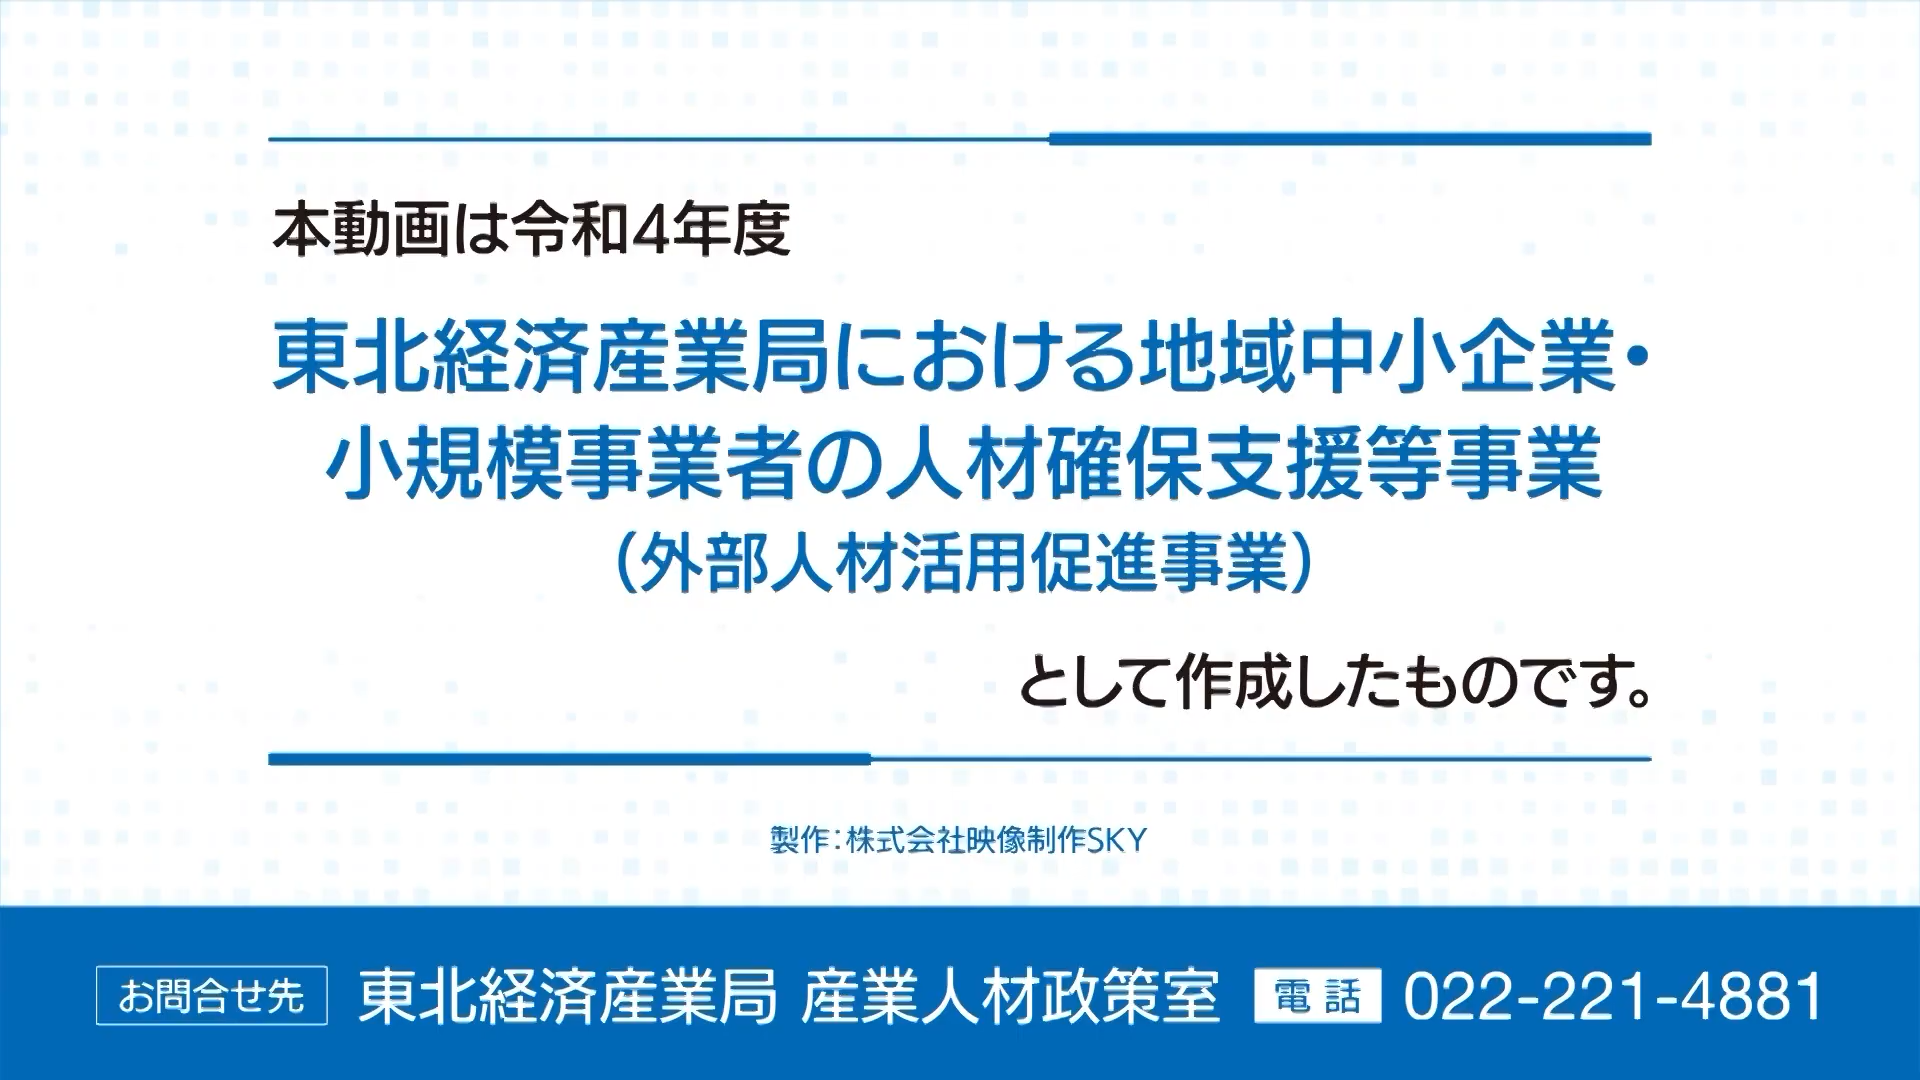 本動画は令和4年度
東北経済産業局における地域中小企業・
小規模事業者の人材確保支援等事業
（外部人材活用促進事業）
として作成したものです。
製作：株式会社映像制作SKY
お問合せ先 東北経済産業局 産業人材政策室 電話 022-221-4881